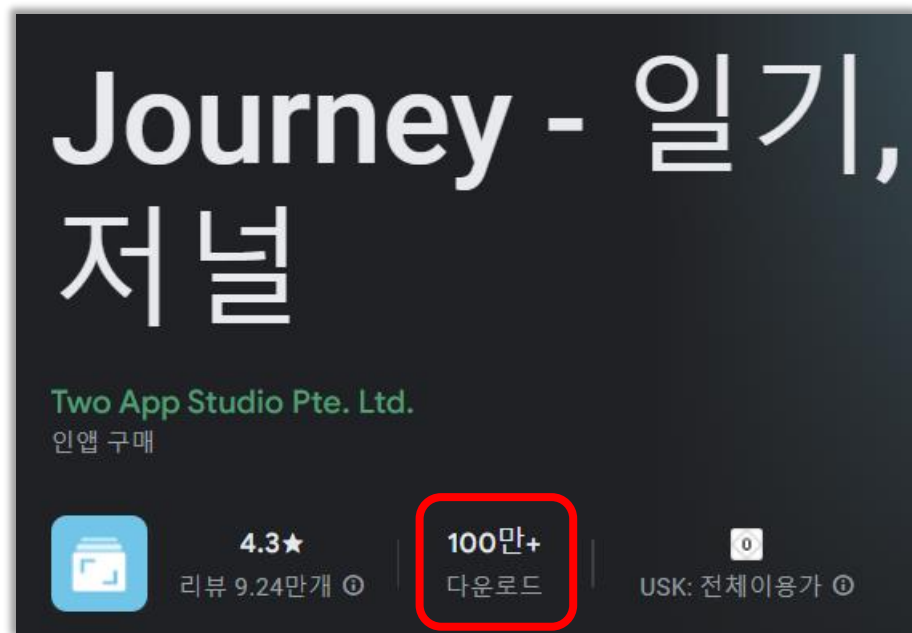 Journey - 일기,
저널
Two App Studio Pte. Ltd.
인앱 구매
4.3★
리뷰 9.24만개 ⓘ
100만+
다운로드
0
USK: 전체이용가 ⓘ